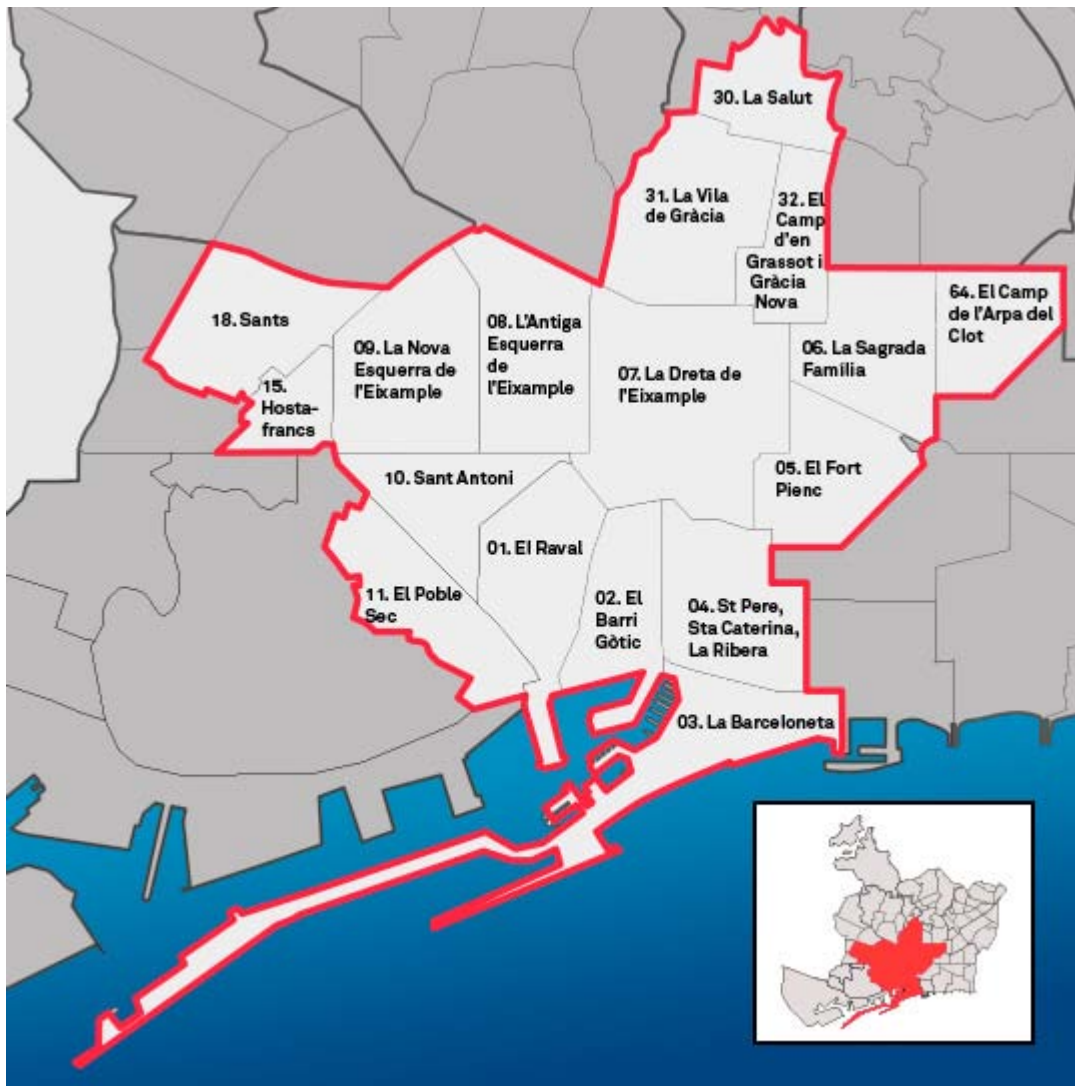 30. La Salut
31. La Vila
de Gràcia
32. El
Camp
d'en
Grassot i
Gràcia
Nova
64. El Camp
de l'Arpa del
Clot
18. Sants
09. La Nova
Esquerra de
l'Eixample
08. L'Antiga
Esquerra
de
l'Eixample
07. La Dreta de
l'Eixample
06. La Sagrada
Família
15.
Hosta-
francs
10. Sant Antoni
05. El Fort
Pienc
01. El Raval
11. El Poble
Sec
02. El
Barri
Gòtic
04. St Pere,
Sta Caterina,
La Ribera
03. La Barceloneta